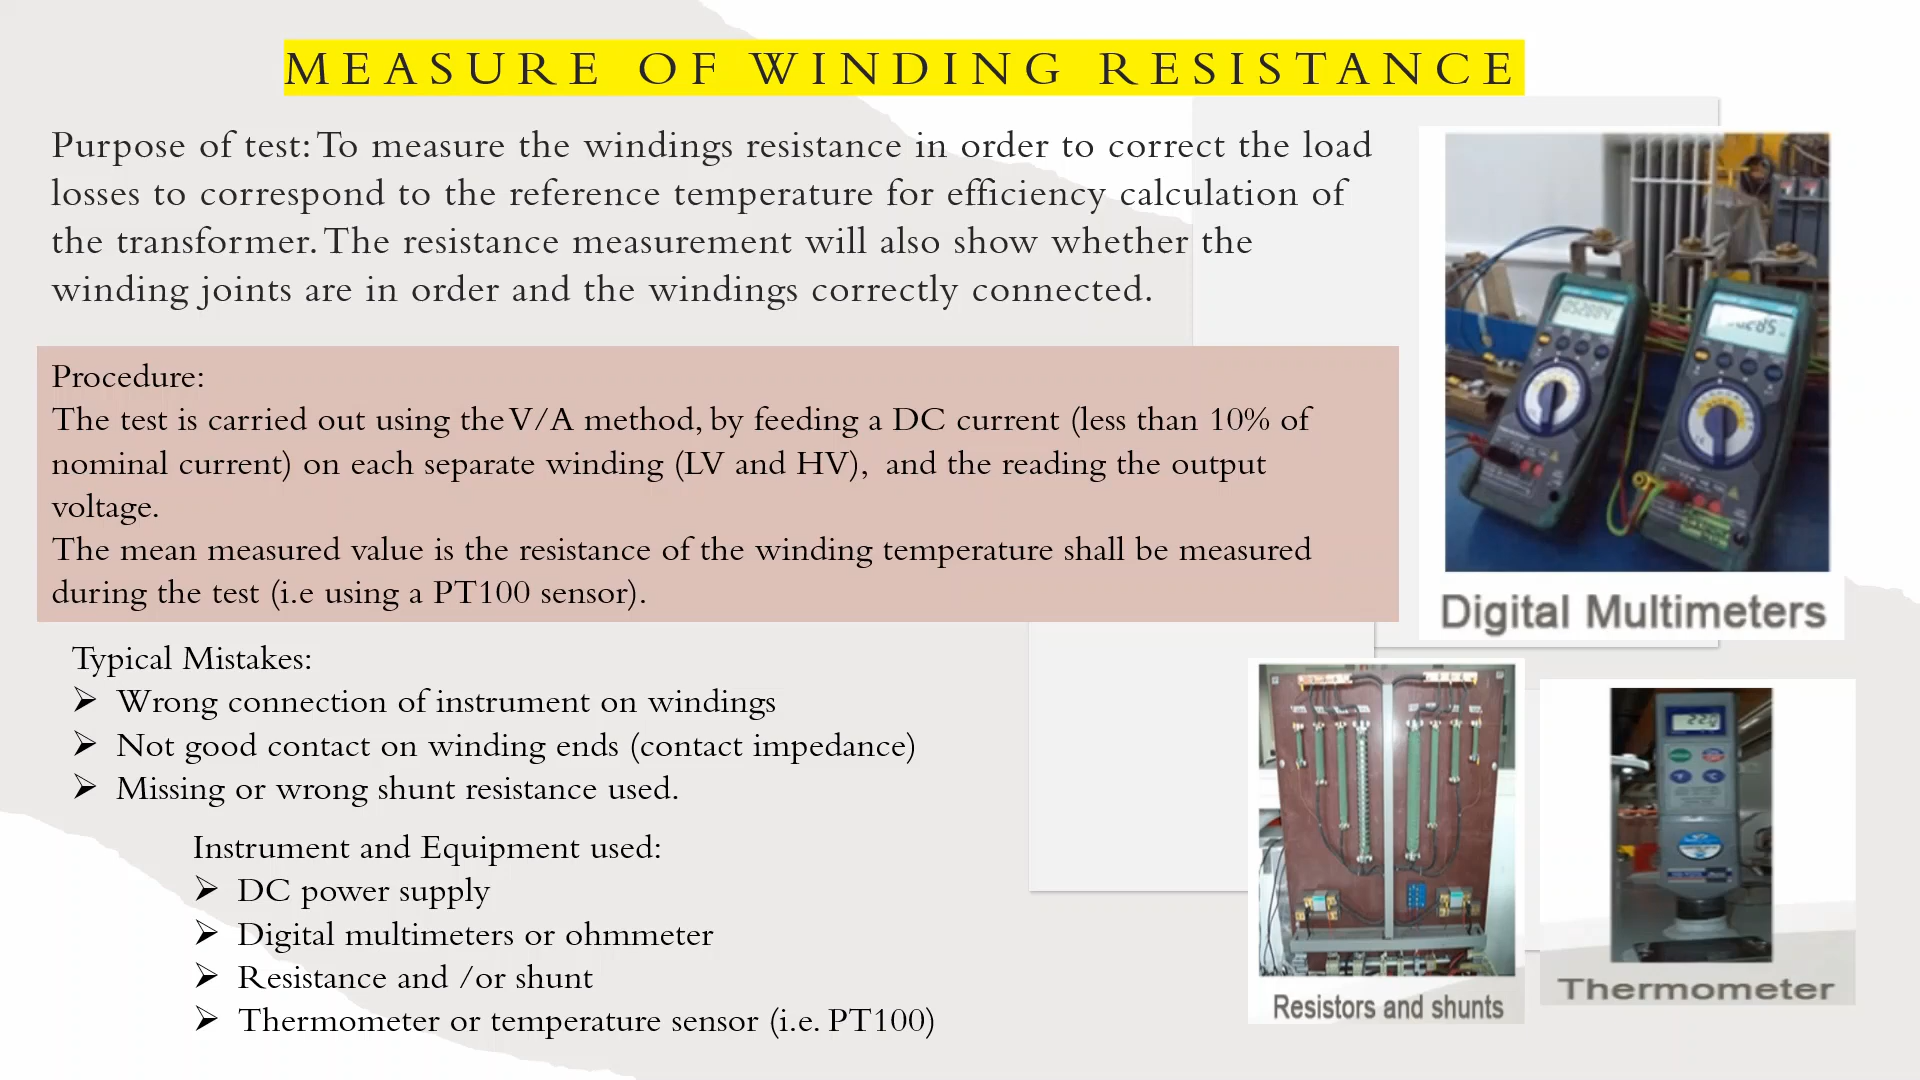 MEASURE OF WINDING RESISTANCE
Purpose of test: To measure the windings resistance in order to correct the load
losses to correspond to the reference temperature for efficiency calculation of
the transformer. The resistance measurement will also show whether the
winding joints are in order and the windings correctly connected.
Procedure:
The test is carried out using the V/A method, by feeding a DC current (less than 10% of
nominal current) on each separate winding (LV and HV), and the reading the output
voltage.
The mean measured value is the resistance of the winding temperature shall be measured
during the test (i.e using a PT100 sensor).
Digital Multimeters
Typical Mistakes:
➢ Wrong connection of instrument on windings
➢ Not good contact on winding ends (contact impedance)
➢ Missing or wrong shunt resistance used.
Instrument and Equipment used:
➢ DC power supply
➢ Digital multimeters or ohmmeter
➢ Resistance and /or shunt
➢ Thermometer or temperature sensor (i.e. PT100)
Resistors and shunts
Thermometer